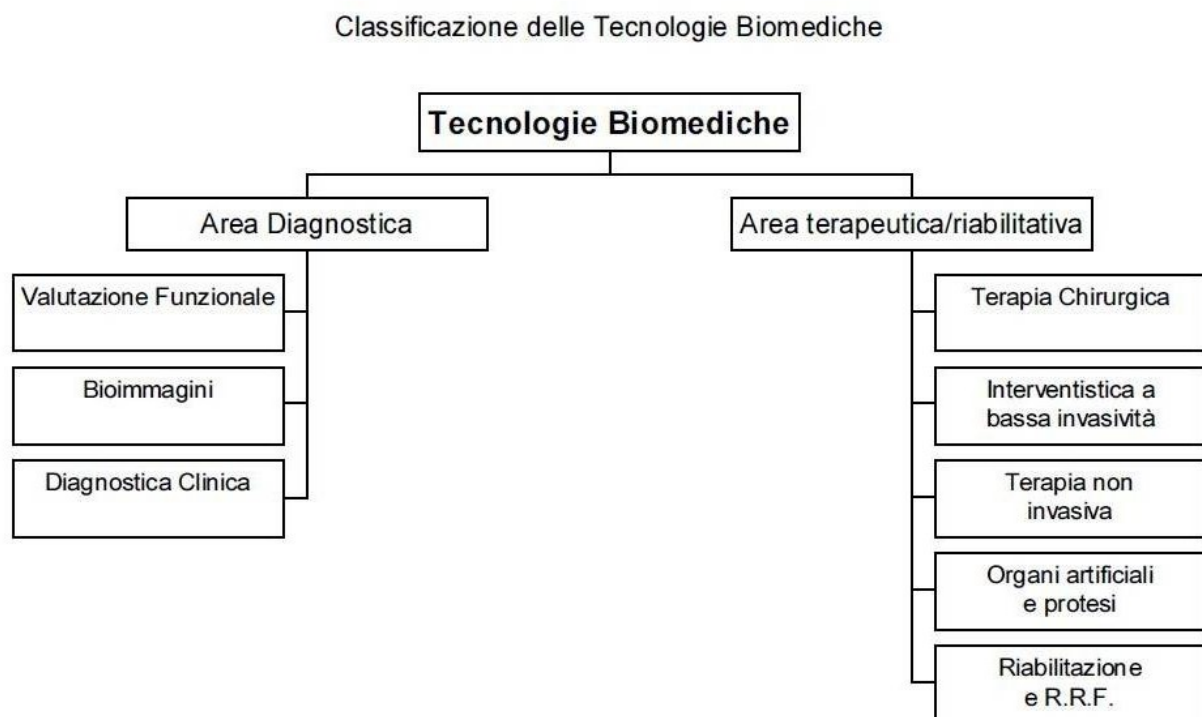 Classificazione delle Tecnologie Biomediche
Tecnologie Biomediche
Area Diagnostica
Valutazione Funzionale
Bioimmagini
Diagnostica Clinica
Area terapeutica/riabilitativa
Terapia Chirurgica
Interventistica a
bassa invasività
Terapia non
invasiva
Organi artificiali
e protesi
Riabilitazione
e R.R.F.